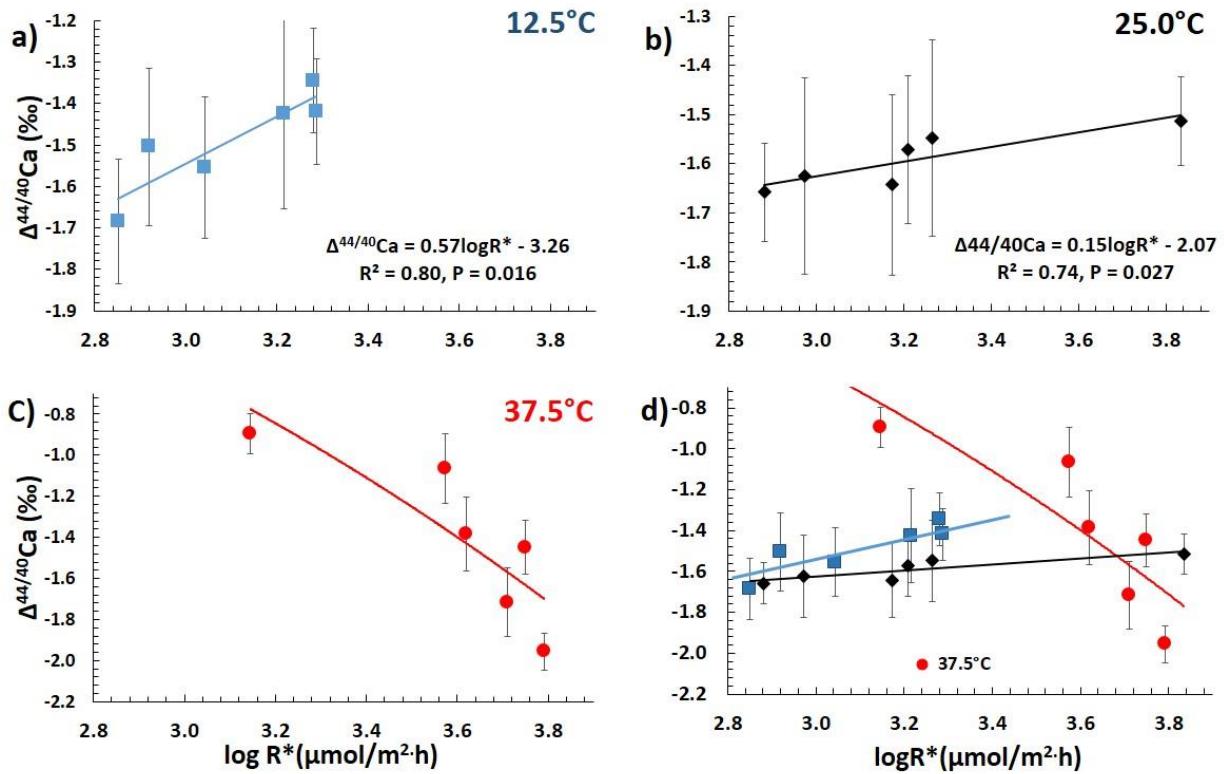 a)
12.5°C
-1.2
-1.3
-1.4
-1.5
-1.6
-1.7
-1.8
-1.9
Δ44/40Ca (‰)
Δ44/40Ca = 0.57logR* - 3.26
R² = 0.80, P = 0.016
2.8 3.0 3.2 3.4 3.6 3.8
b)
25.0°C
-1.3
-1.4
-1.5
-1.6
-1.7
-1.8
-1.9
Δ44/40Ca = 0.15logR* - 2.07
R² = 0.74, P = 0.027
2.8 3.0 3.2 3.4 3.6 3.8
C)
37.5°C
-0.8
-1.0
-1.2
-1.4
-1.6
-1.8
-2.0
-2.2
Δ44/40Ca (‰)
2.8 3.0 3.2 3.4 3.6 3.8
log R*(µmol/m²·h)
d)
-0.8
-1.0
-1.2
-1.4
-1.6
-1.8
-2.0
-2.2
37.5°C
2.8 3.0 3.2 3.4 3.6 3.8
logR*(µmol/m²·h)